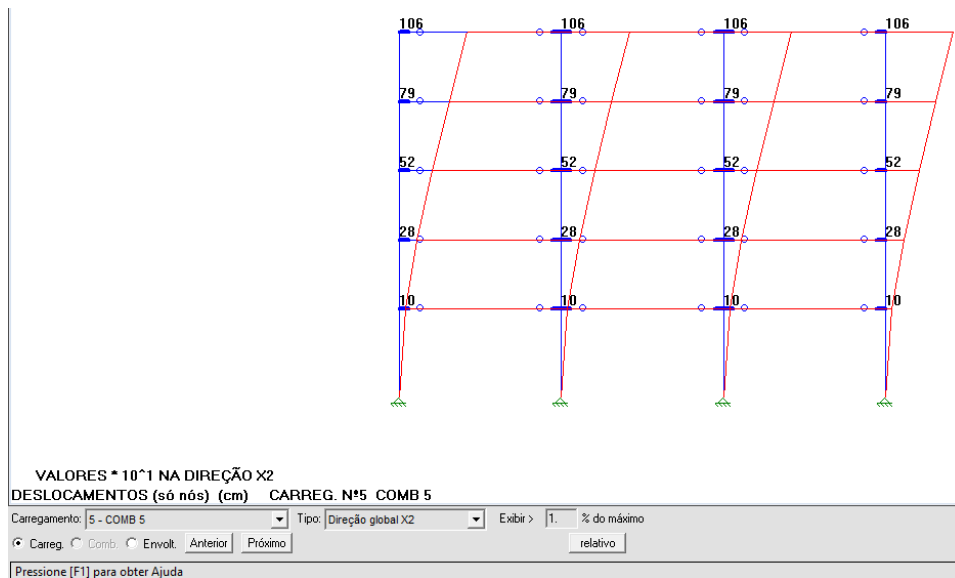 106 106 106 106
79 79 79 79
52 52 52 52
28 28 28 28
10 10 10 10
VALORES * 10^1 NA DIREÇÃO X2
DESLOCAMENTOS (só nós) (cm) CARREG. Nº5 COMB 5
Carregamento: 5 - COMB 5 Tipo: Direção global X2 Exibir > 1. % do máximo
Carreg. Comb. Envolt. Anterior Próximo relativo
Pressione [F1] para obter Ajuda